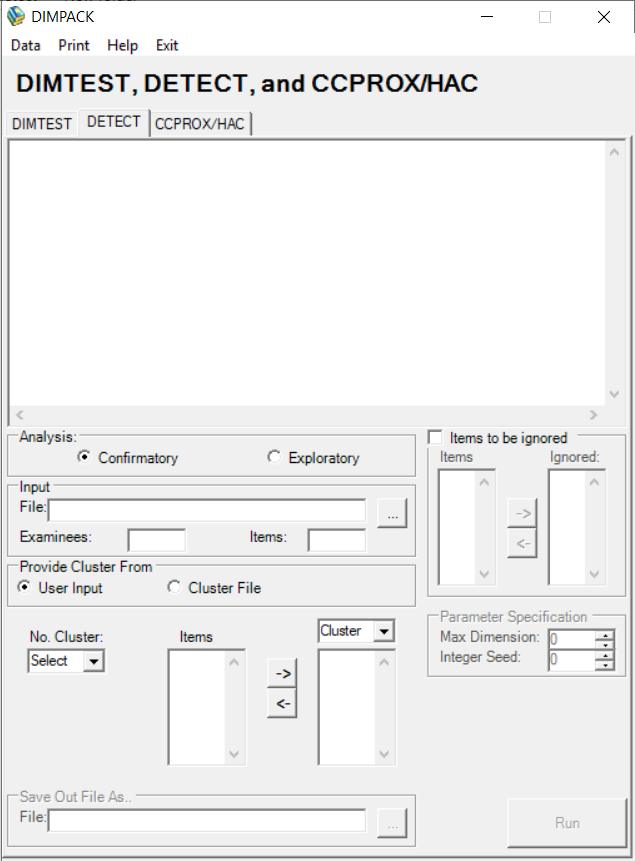 DIMPACK
Data Print Help Exit
DIMTEST, DETECT, and CCPROX/HAC
DIMTEST DETECT CCPROX/HAC
Analysis:
Confirmatory Exploratory
Items to be ignored
Items Ignored:
->
<-
Input
File: ...
Examinees: Items:
Provide Cluster From
User Input Cluster File
Parameter Specification
Max Dimension: 0
Integer Seed: 0
No. Cluster: Items Cluster
Select
->
<-
Save Out File As..
File: ...
Run